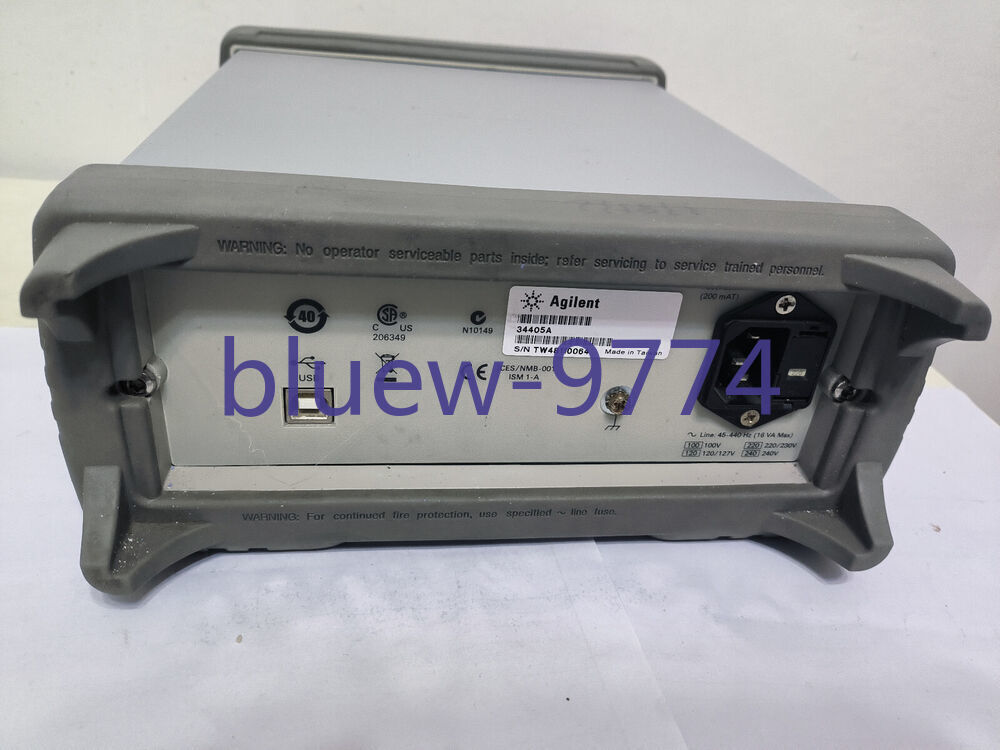 WARNING: No operator serviceable parts inside; refer servicing to service trained personnel.
(200 mAT)
Agilent
40
C US
206349
N10149
34405A
S/N
Made in Taiwan
USB
CES/NMB-001
ISM 1-A
bluew-9774
~ Line: 45-440 Hz (16 VA Max)
100 100V 220 220/230V
120 120/127V 240 240V
WARNING: For continued fire protection, use specified ~ line fuse.